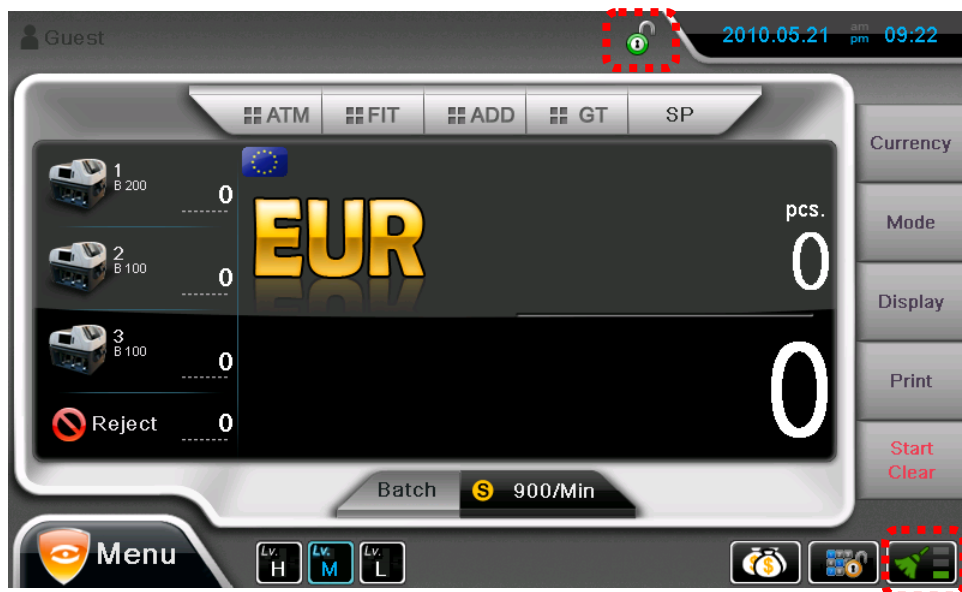 Guest
2010.05.21 am pm 09:22
ATM FIT ADD GT SP
Currency
Mode
Display
Print
Start
Clear
1
B 200
0
2
B 100
0
3
B 100
0
Reject 0
EUR
pcs.
0
0
Batch S 900/Min
Menu
Lv. H Lv. M Lv. L